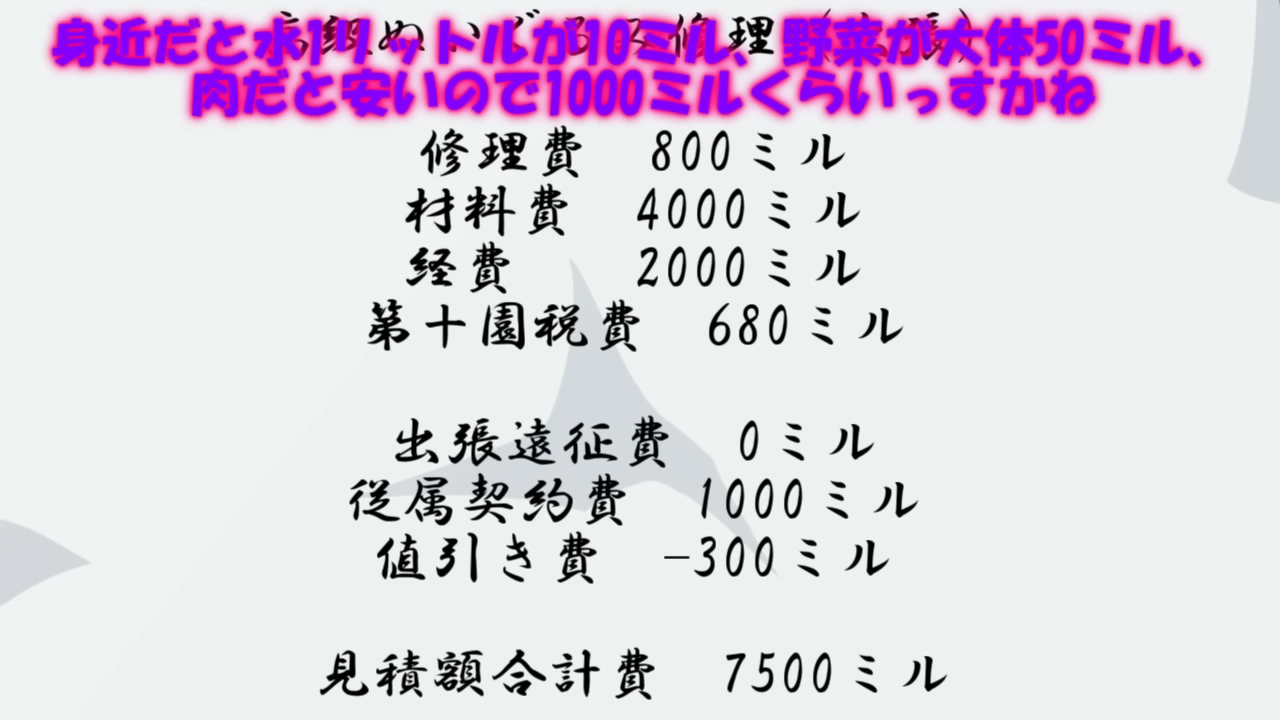 身近だと水1リットルが10ミル、野菜が大体50ミル、
肉だと安いので1000ミルくらいっすかね
修理費 800ミル
材料費 4000ミル
経費 2000ミル
第十園税費 680ミル
出張遠征費 0ミル
従属契約費 1000ミル
値引き費 -300ミル
見積額合計費 7500ミル